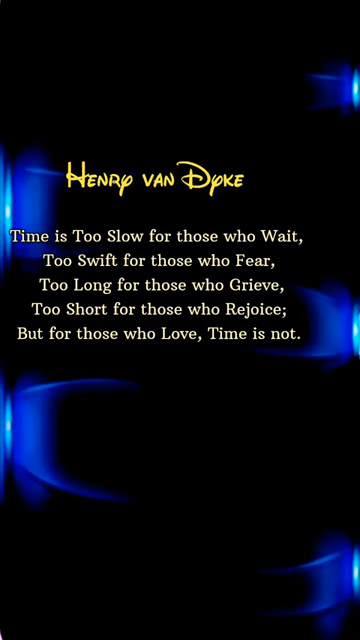 Henry van Dyke
Time is Too Slow for those who Wait,
Too Swift for those who Fear,
Too Long for those who Grieve,
Too Short for those who Rejoice;
But for those who Love, Time is not.